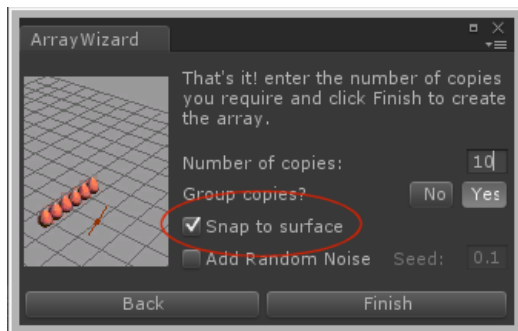 ArrayWizard
That's it! enter the number of copies
you require and click Finish to create
the array.
Number of copies: 10
Group copies? No Yes
Snap to surface
Add Random Noise Seed: 0.1
Back Finish